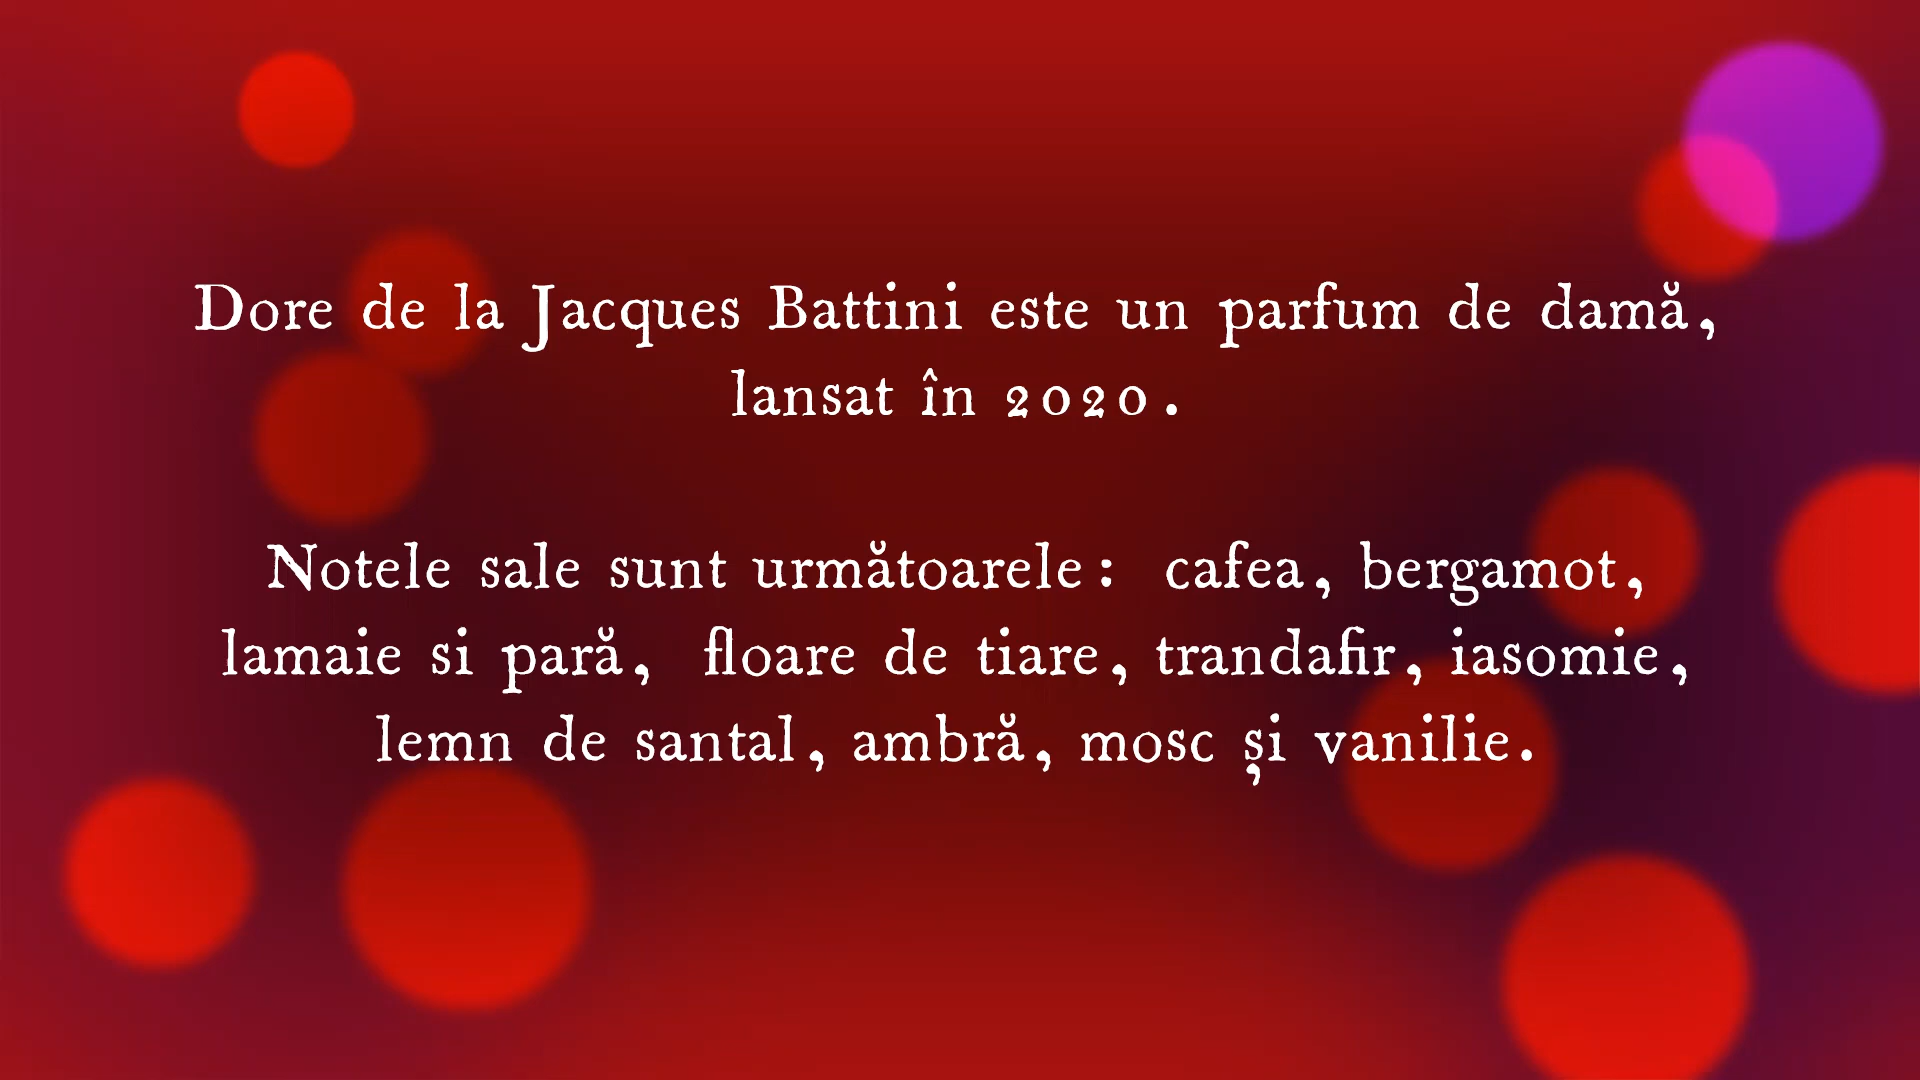 Dore de la Jacques Battini este un parfum de damă,
lansat în 2020.
Notele sale sunt următoarele: cafea, bergamot,
lamaie si pară, floare de tiare, trandafir, iasomie,
lemn de santal, ambră, mosc și vanilie.